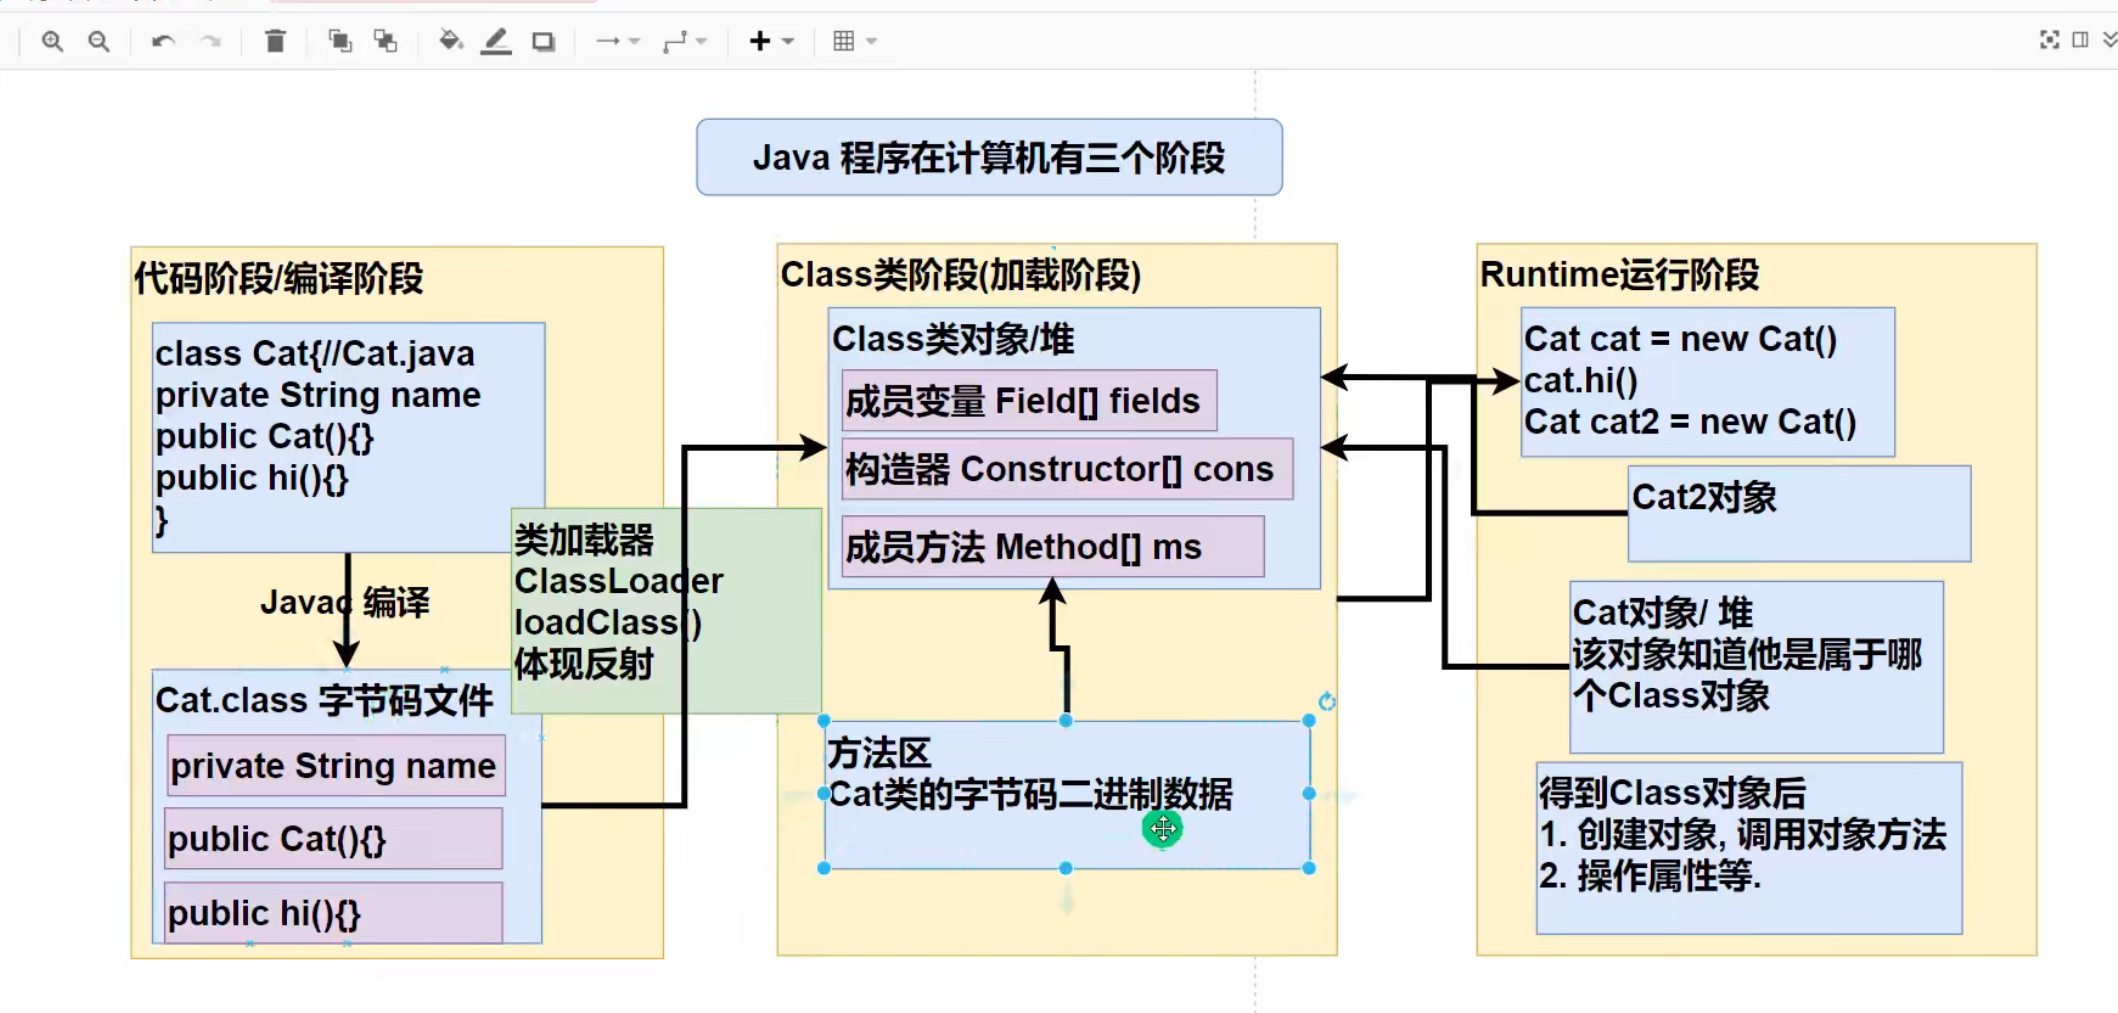 Java 程序在计算机有三个阶段
代码阶段/编译阶段
class Cat{//Cat.java
private String name
public Cat(){}
public hi(){}
}
Javac 编译
Cat.class 字节码文件
private String name
public Cat(){}
public hi(){}
类加载器
ClassLoader
loadClass()
体现反射
Class类阶段(加载阶段)
Class类对象/堆
成员变量 Field[] fields
构造器 Constructor[] cons
成员方法 Method[] ms
方法区
Cat类的字节码二进制数据
Runtime运行阶段
Cat cat = new Cat()
cat.hi()
Cat cat2 = new Cat()
Cat2对象
Cat对象/ 堆
该对象知道他是属于哪
个Class对象
得到Class对象后
1. 创建对象, 调用对象方法
2. 操作属性等.